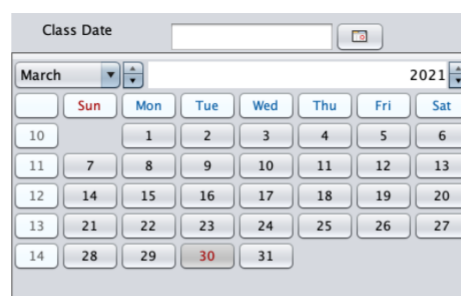 Class Date
March 2021
Sun Mon Tue Wed Thu Fri Sat
10 1 2 3 4 5 6
11 7 8 9 10 11 12 13
12 14 15 16 17 18 19 20
13 21 22 23 24 25 26 27
14 28 29 30 31